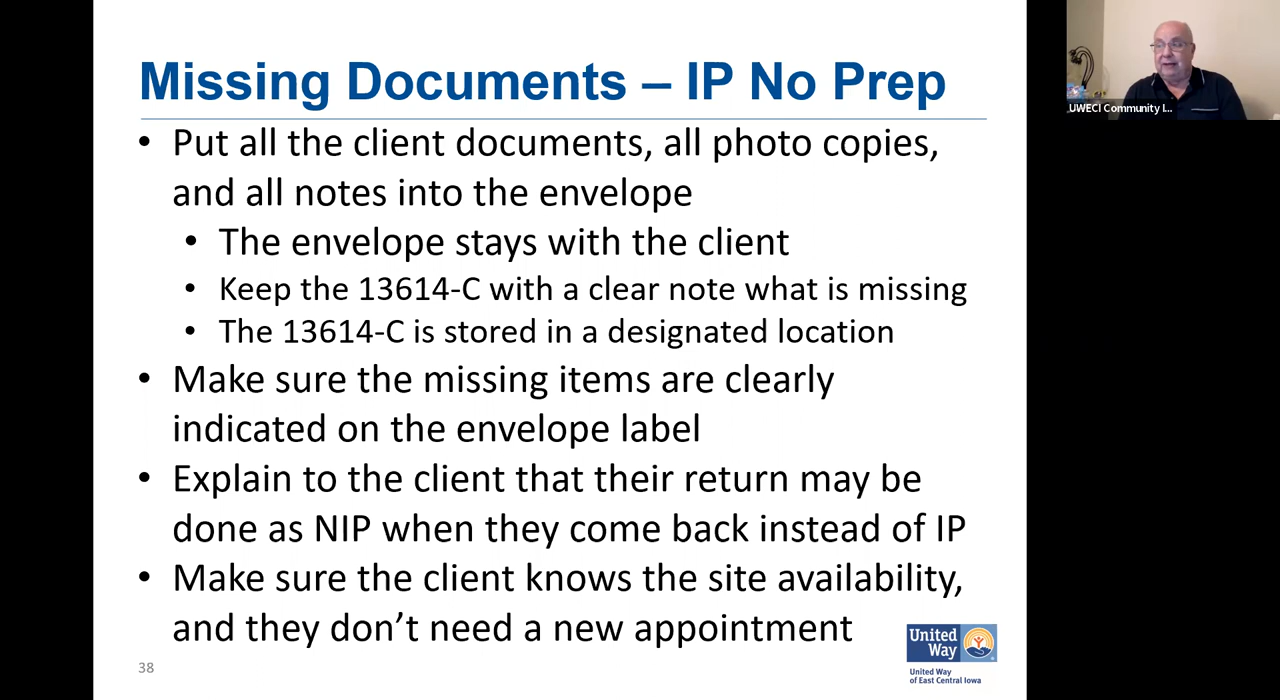 Missing Documents – IP No Prep
• Put all the client documents, all photo copies,
and all notes into the envelope
• The envelope stays with the client
• Keep the 13614-C with a clear note what is missing
• The 13614-C is stored in a designated location
• Make sure the missing items are clearly
indicated on the envelope label
• Explain to the client that their return may be
done as NIP when they come back instead of IP
• Make sure the client knows the site availability,
and they don’t need a new appointment
38
United
Way
United Way
of East Central Iowa
UWECI Community I...